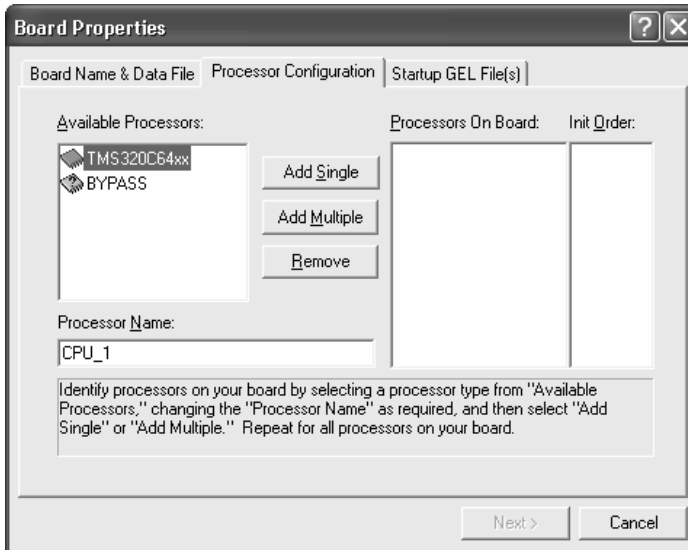 Board Properties
Board Name & Data File
Processor Configuration
Startup GEL File(s)
Available Processors:
Processors On Board:
Init Order:
TMS320C64xx
BYPASS
Add Single
Add Multiple
Remove
Processor Name:
CPU_1
Identify processors on your board by selecting a processor type from "Available
Processors," changing the "Processor Name" as required, and then select "Add
Single" or "Add Multiple." Repeat for all processors on your board.
Next >
Cancel